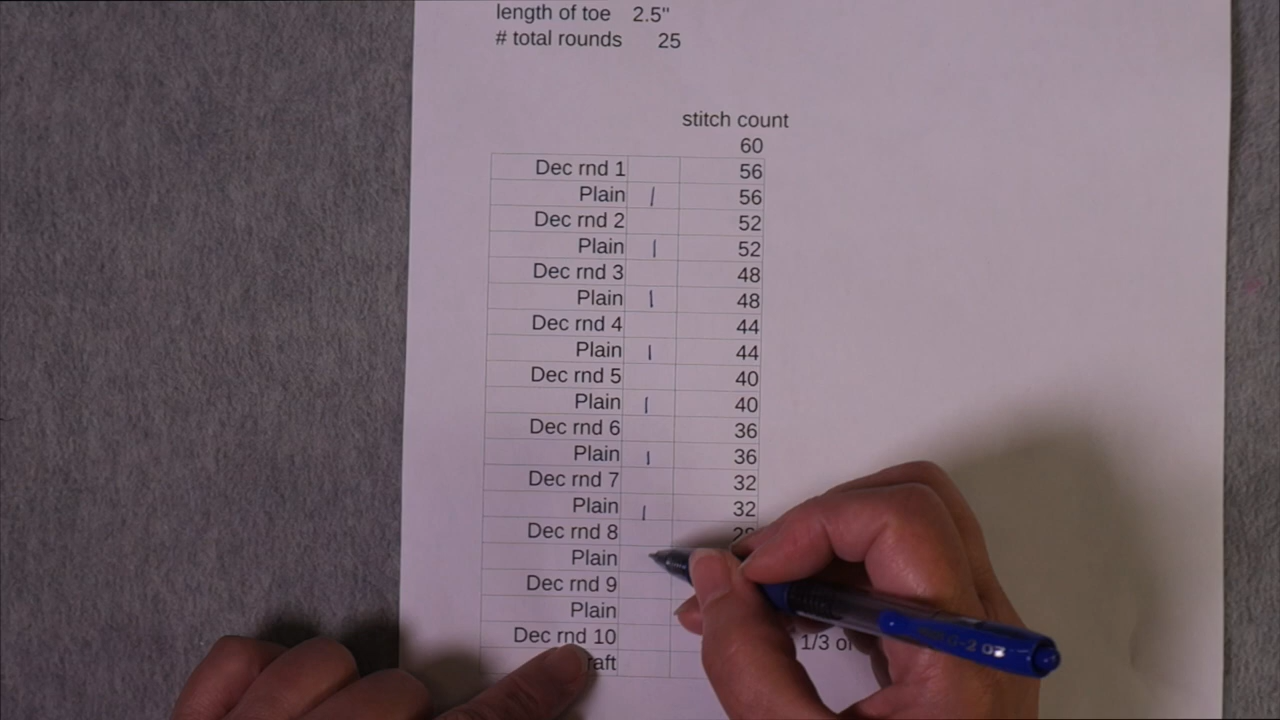 length of toe 2.5"
# total rounds 25
stitch count
60
Dec rnd 1 56
Plain | 56
Dec rnd 2 52
Plain | 52
Dec rnd 3 48
Plain | 48
Dec rnd 4 44
Plain | 44
Dec rnd 5 40
Plain | 40
Dec rnd 6 36
Plain | 36
Dec rnd 7 32
Plain | 32
Dec rnd 8
Plain
Dec rnd 9
Plain
Dec rnd 10 1/3